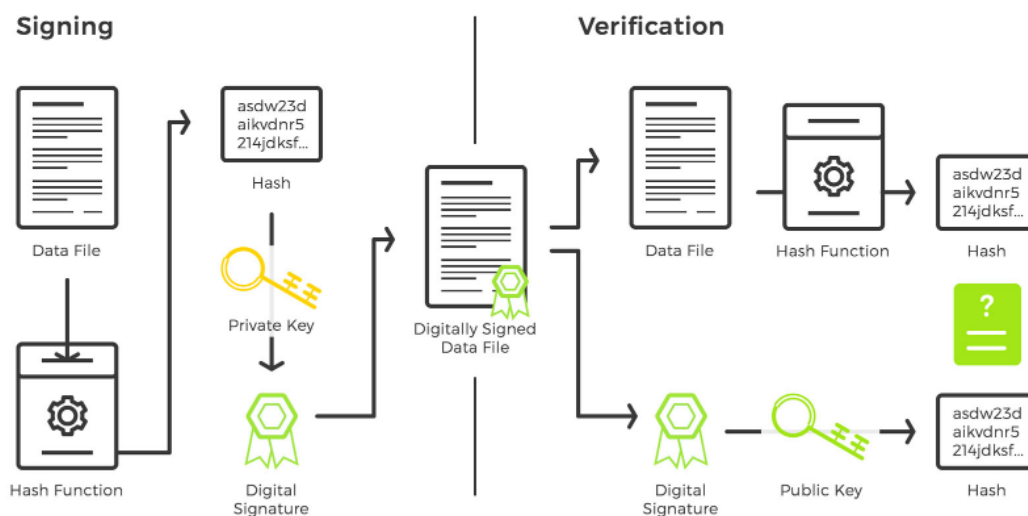 Signing
Verification
asdw23d
aikvdnr5
214jdksf...
Hash
Data File
Private Key
Hash Function
Digital
Signature
Digitally Signed
Data File
Data File
Hash Function
asdw23d
aikvdnr5
214jdksf...
Hash
?
Digital
Signature
Public Key
asdw23d
aikvdnr5
214jdksf...
Hash